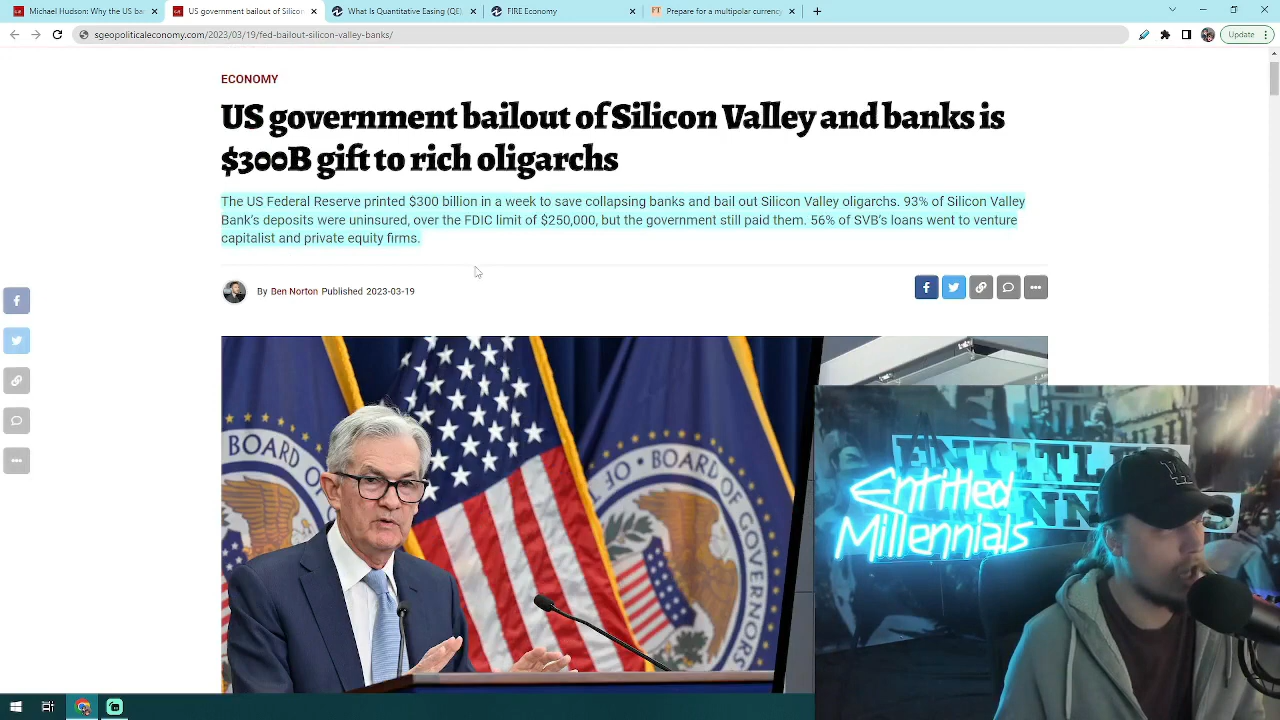 Michael Hudson: Why the US ba
US government bailout of Silicon
What Is Quantitative Easing (QE),
FIRE Economy
FT
Prepare for a multipolar currency
sgeopoliticaleconomy.com/2023/03/19/fed-bailout-silicon-valley-banks/
Update
ECONOMY
US government bailout of Silicon Valley and banks is
$300B gift to rich oligarchs
The US Federal Reserve printed $300 billion in a week to save collapsing banks and bail out Silicon Valley oligarchs. 93% of Silicon Valley
Bank's deposits were uninsured, over the FDIC limit of $250,000, but the government still paid them. 56% of SVB's loans went to venture
capitalist and private equity firms.
By Ben Norton Published 2023-03-19
BOARD
OF
BOARD OF GOVERNORS
ENTITLE
Entitled
Millennials